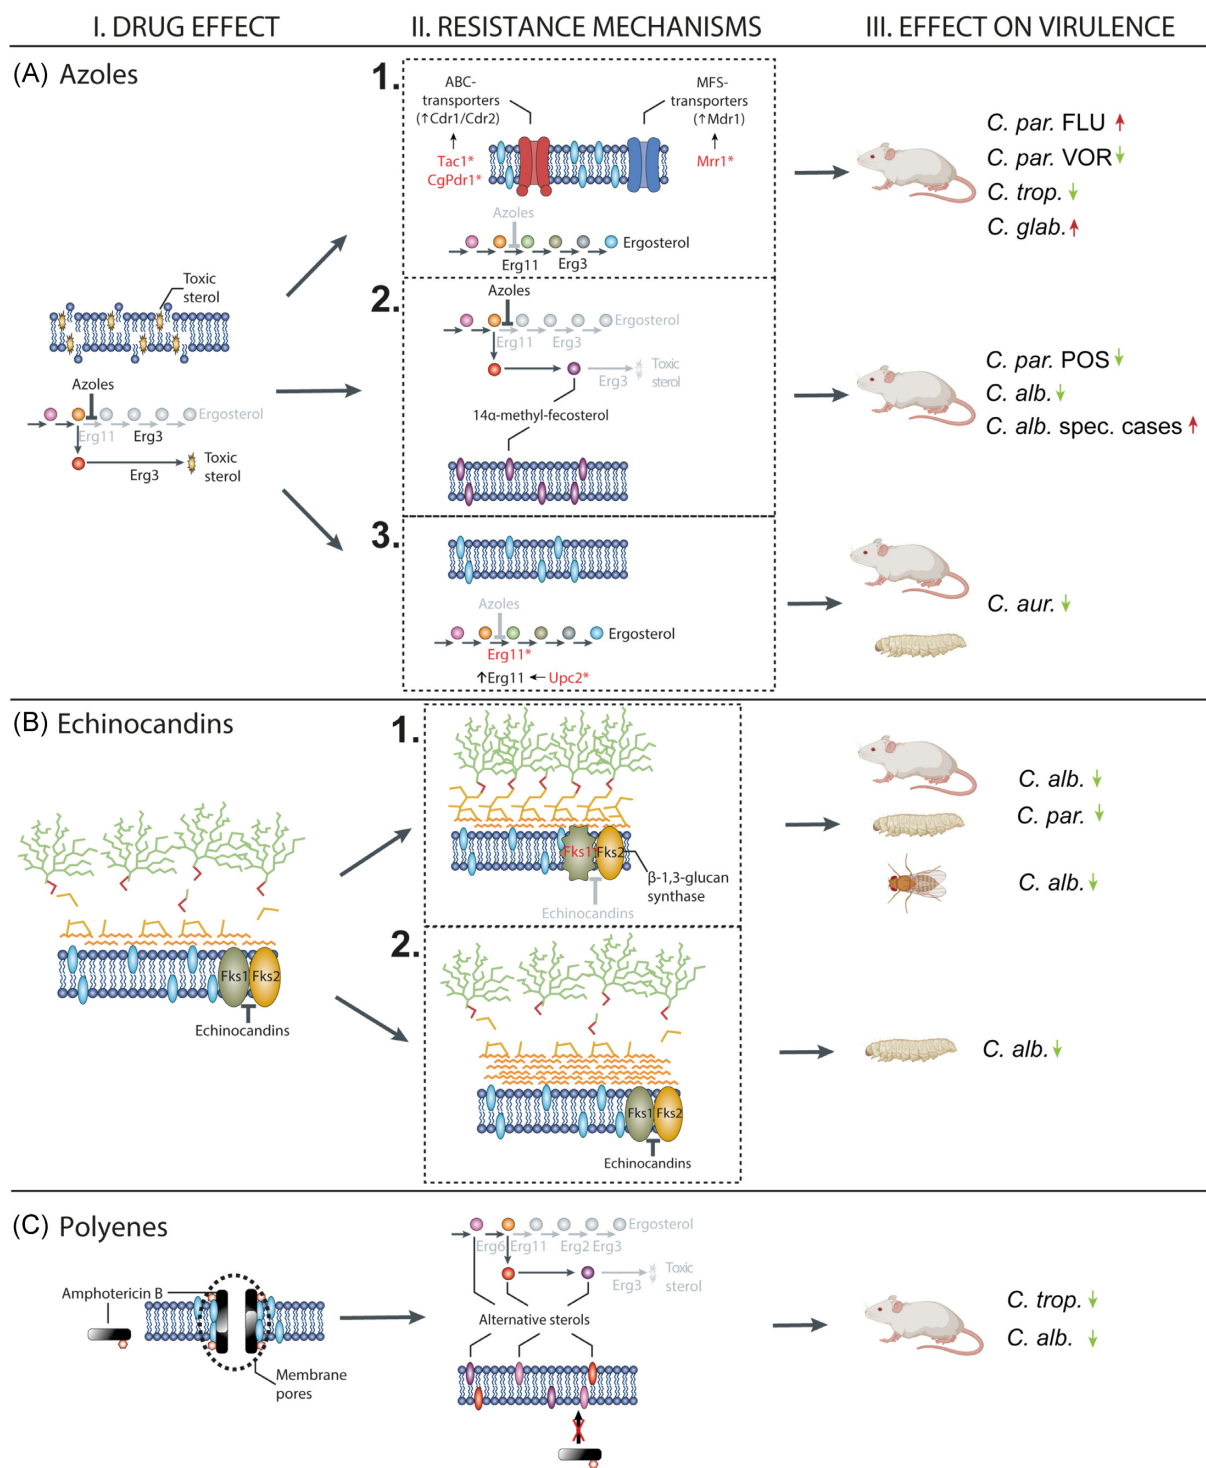 I. DRUG EFFECT
II. RESISTANCE MECHANISMS
III. EFFECT ON VIRULENCE
(A) Azoles
Toxic
sterol
Azoles
Ergosterol
Erg11
Erg3
Erg3
Toxic
sterol
1.
ABC-
transporters
(↑Cdr1/Cdr2)
MFS-
transporters
(↑Mdr1)
Tac1*
CgPdr1*
Mrr1*
Azoles
Ergosterol
Erg11
Erg3
C. par. FLU ↑
C. par. VOR ↓
C. trop. ↓
C. glab. ↑
2.
Azoles
Ergosterol
Erg11
Erg3
Erg3
Toxic
sterol
14α-methyl-fecosterol
C. par. POS ↓
C. alb. ↓
C. alb. spec. cases ↑
3.
Azoles
Ergosterol
Erg11*
↑Erg11 ← Upc2*
C. aur. ↓
(B) Echinocandins
Fks1 Fks2
Echinocandins
1.
Fks1* Fks2
β-1,3-glucan
synthase
Echinocandins
C. alb. ↓
C. par. ↓
C. alb. ↓
2.
Fks1 Fks2
Echinocandins
C. alb. ↓
(C) Polyenes
Amphotericin B
Membrane
pores
Ergosterol
Erg6 Erg11 Erg2 Erg3
Erg3
Toxic
sterol
Alternative sterols
C. trop. ↓
C. alb. ↓